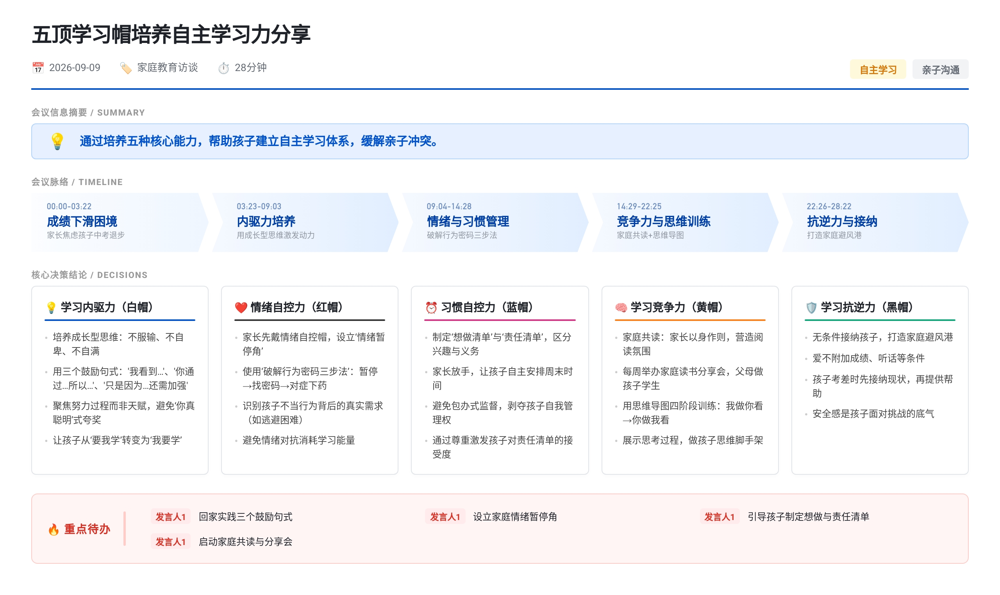 五顶学习帽培养自主学习力分享
2026-09-09 家庭教育访谈 28分钟
自主学习 亲子沟通
会议信息摘要 / SUMMARY
通过培养五种核心能力，帮助孩子建立自主学习体系，缓解亲子冲突。
会议脉络 / TIMELINE
00:00-03:22
成绩下滑困境
家长焦虑孩子中考退步
03:23-09:03
内驱力培养
用成长型思维激发动力
09:04-14:28
情绪与习惯管理
破解行为密码三步法
14:29-22:25
竞争力与思维训练
家庭共读+思维导图
22:26-28:22
抗逆力与接纳
打造家庭避风港
核心决策结论 / DECISIONS
学习内驱力（白帽）
培养成长型思维：不服输、不自
卑、不自满
用三个鼓励句式：'我看到...'、'你通
过...所以...'、'只是因为...还需加强'
聚焦努力过程而非天赋，避免'你真
聪明'式夸奖
让孩子从'要我学'转变为'我要学'
情绪自控力（红帽）
家长先戴情绪自控帽，设立'情绪暂
停角'
使用'破解行为密码三步法'：暂停
→找密码→对症下药
识别孩子不当行为背后的真实需求
（如逃避困难）
避免情绪对抗消耗学习能量
习惯自控力（蓝帽）
制定'想做清单'与'责任清单'，区分
兴趣与义务
家长放手，让孩子自主安排周末时
间
避免包办式监督，剥夺孩子自我管
理权
通过尊重激发孩子对责任清单的接
受度
学习竞争力（黄帽）
家庭共读：家长以身作则，营造阅
读氛围
每周举办家庭读书分享会，父母做
孩子学生
用思维导图四阶段训练：我做你看
→你做我看
展示思考过程，做孩子思维脚手架
学习抗逆力（黑帽）
无条件接纳孩子，打造家庭避风港
爱不附加成绩、听话等条件
孩子考差时先接纳现状，再提供帮
助
安全感是孩子面对挑战的底气
重点待办
发言人1 回家实践三个鼓励句式
发言人1 设立家庭情绪暂停角
发言人1 引导孩子制定想做与责任清单
发言人1 启动家庭共读与分享会